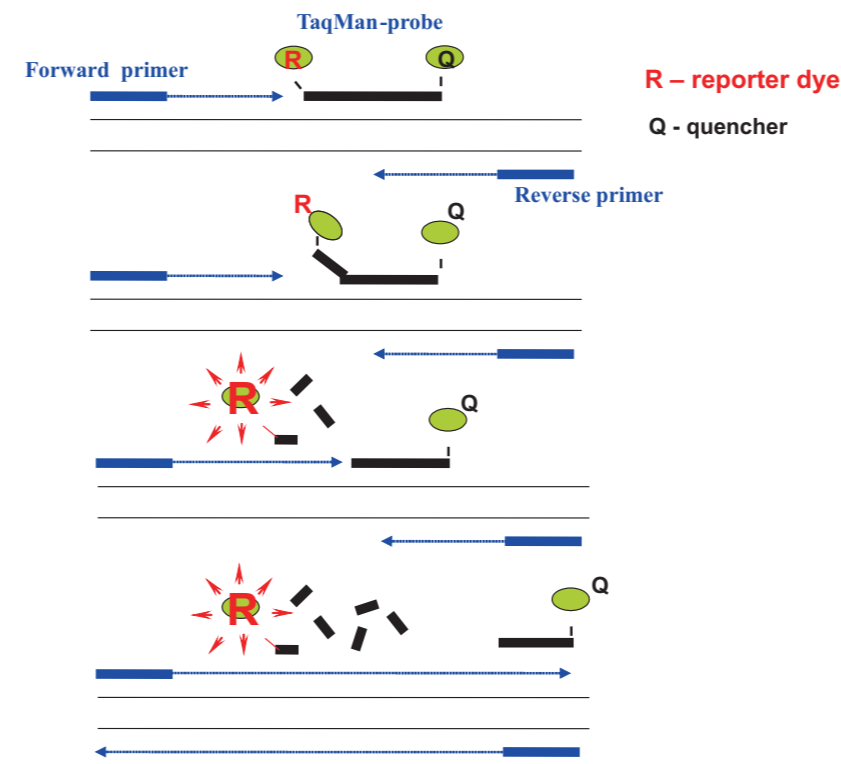 TaqMan-probe
R
Q
Forward primer
R – reporter dye
Q - quencher
Reverse primer
R
Q
R
Q
R
Q